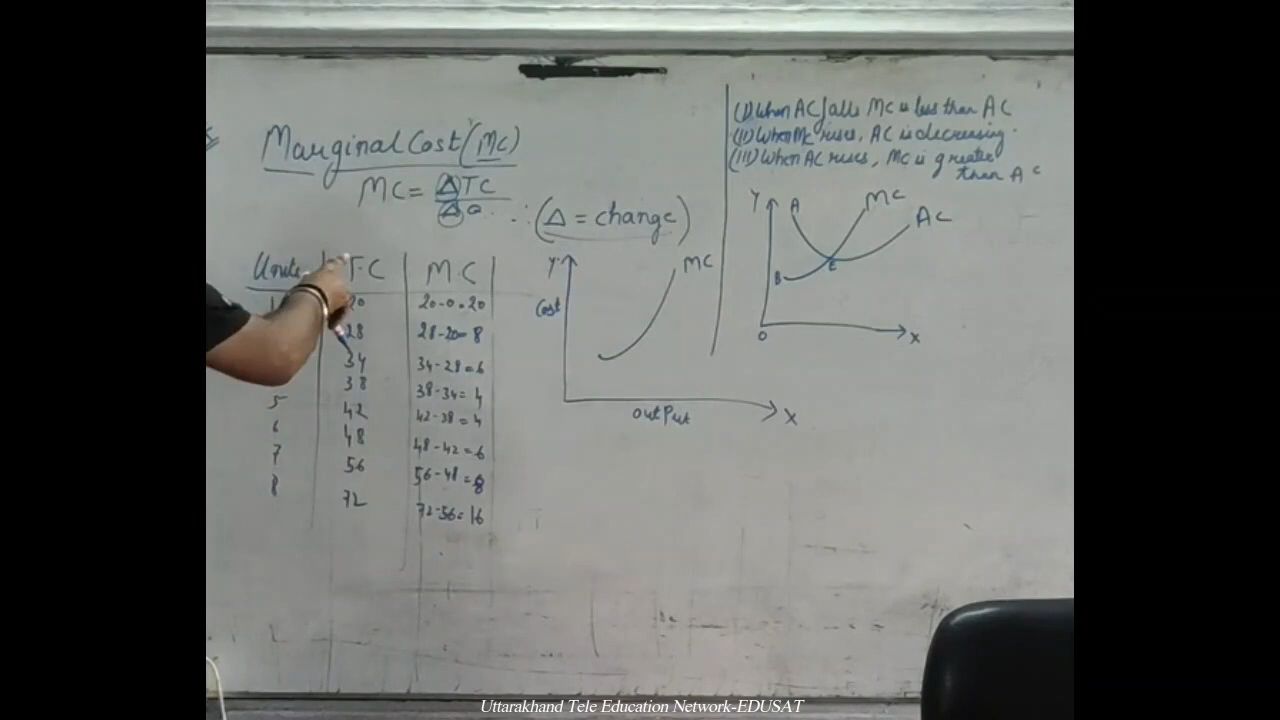 Marginal Cost (MC)
MC = ΔTC
ΔQ
∴ (Δ = change)
Units TC MC
1 20 20-0=20
28 28-20=8
34 34-28=6
38 38-34=4
5 42 42-38=4
6 48 48-42=6
7 56 56-48=8
8 72 72-56=16
Y
MC
Cost
output
X
(I) When AC falls MC is less than AC
(II) When MC rises, AC is decreasing.
(III) When AC rises, MC is greater
than AC
Y A MC
AC
B E
O
X
Uttarakhand Tele Education Network-EDUSAT